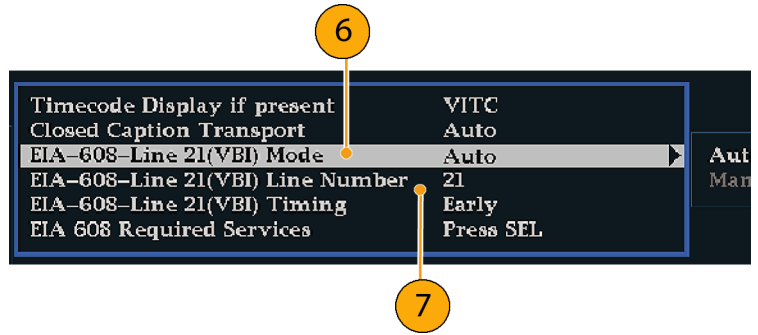 6
Timecode Display if present VITC
Closed Caption Transport Auto
EIA-608-Line 21(VBI) Mode Auto
EIA-608-Line 21(VBI) Line Number 21
EIA-608-Line 21(VBI) Timing Early
EIA 608 Required Services Press SEL
Aut
Man
7